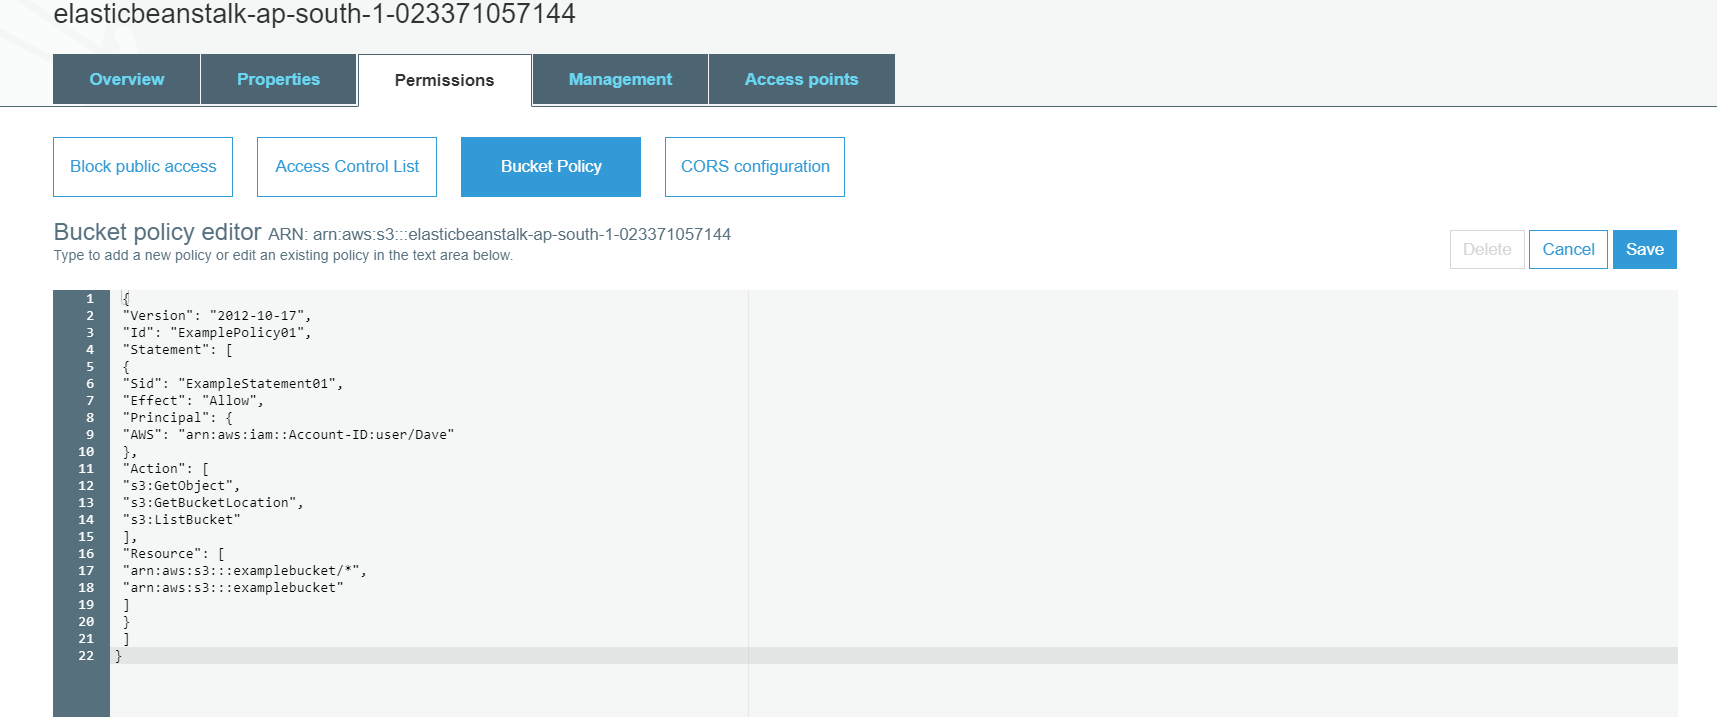 elasticbeanstalk-ap-south-1-023371057144
Overview Properties Permissions Management Access points
Block public access Access Control List Bucket Policy CORS configuration
Bucket policy editor ARN: arn:aws:s3:::elasticbeanstalk-ap-south-1-023371057144
Type to add a new policy or edit an existing policy in the text area below.
Delete Cancel Save
1 {
2 "Version": "2012-10-17",
3 "Id": "ExamplePolicy01",
4 "Statement": [
5 {
6 "Sid": "ExampleStatement01",
7 "Effect": "Allow",
8 "Principal": {
9 "AWS": "arn:aws:iam::Account-ID:user/Dave"
10 },
11 "Action": [
12 "s3:GetObject",
13 "s3:GetBucketLocation",
14 "s3:ListBucket"
15 ],
16 "Resource": [
17 "arn:aws:s3:::examplebucket/*",
18 "arn:aws:s3:::examplebucket"
19 ]
20 }
21 ]
22 }